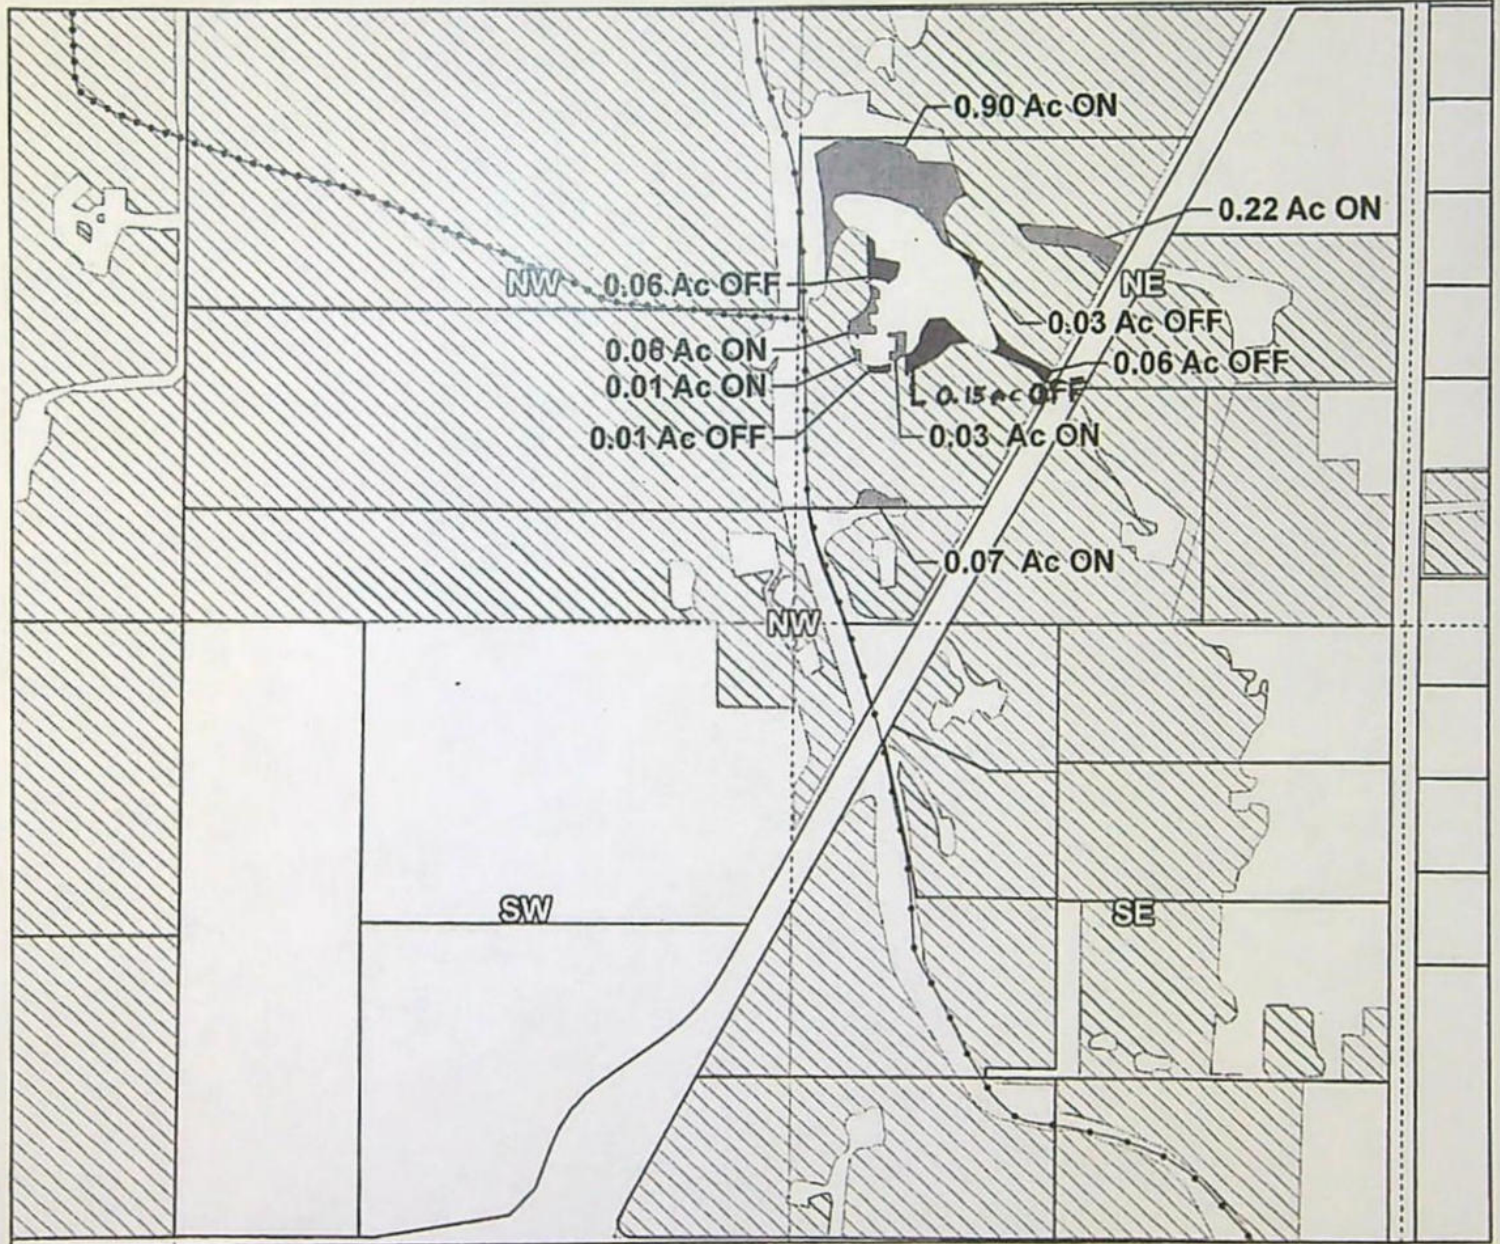 0.90 Ac ON
0.22 Ac ON
NW
0.06 Ac OFF
NE
0.03 Ac OFF
0.08 Ac ON
0.06 Ac OFF
0.01 Ac ON
0.15 ac OFF
0.01 Ac OFF
0.03 Ac ON
0.07 Ac ON
NW
SW
SE